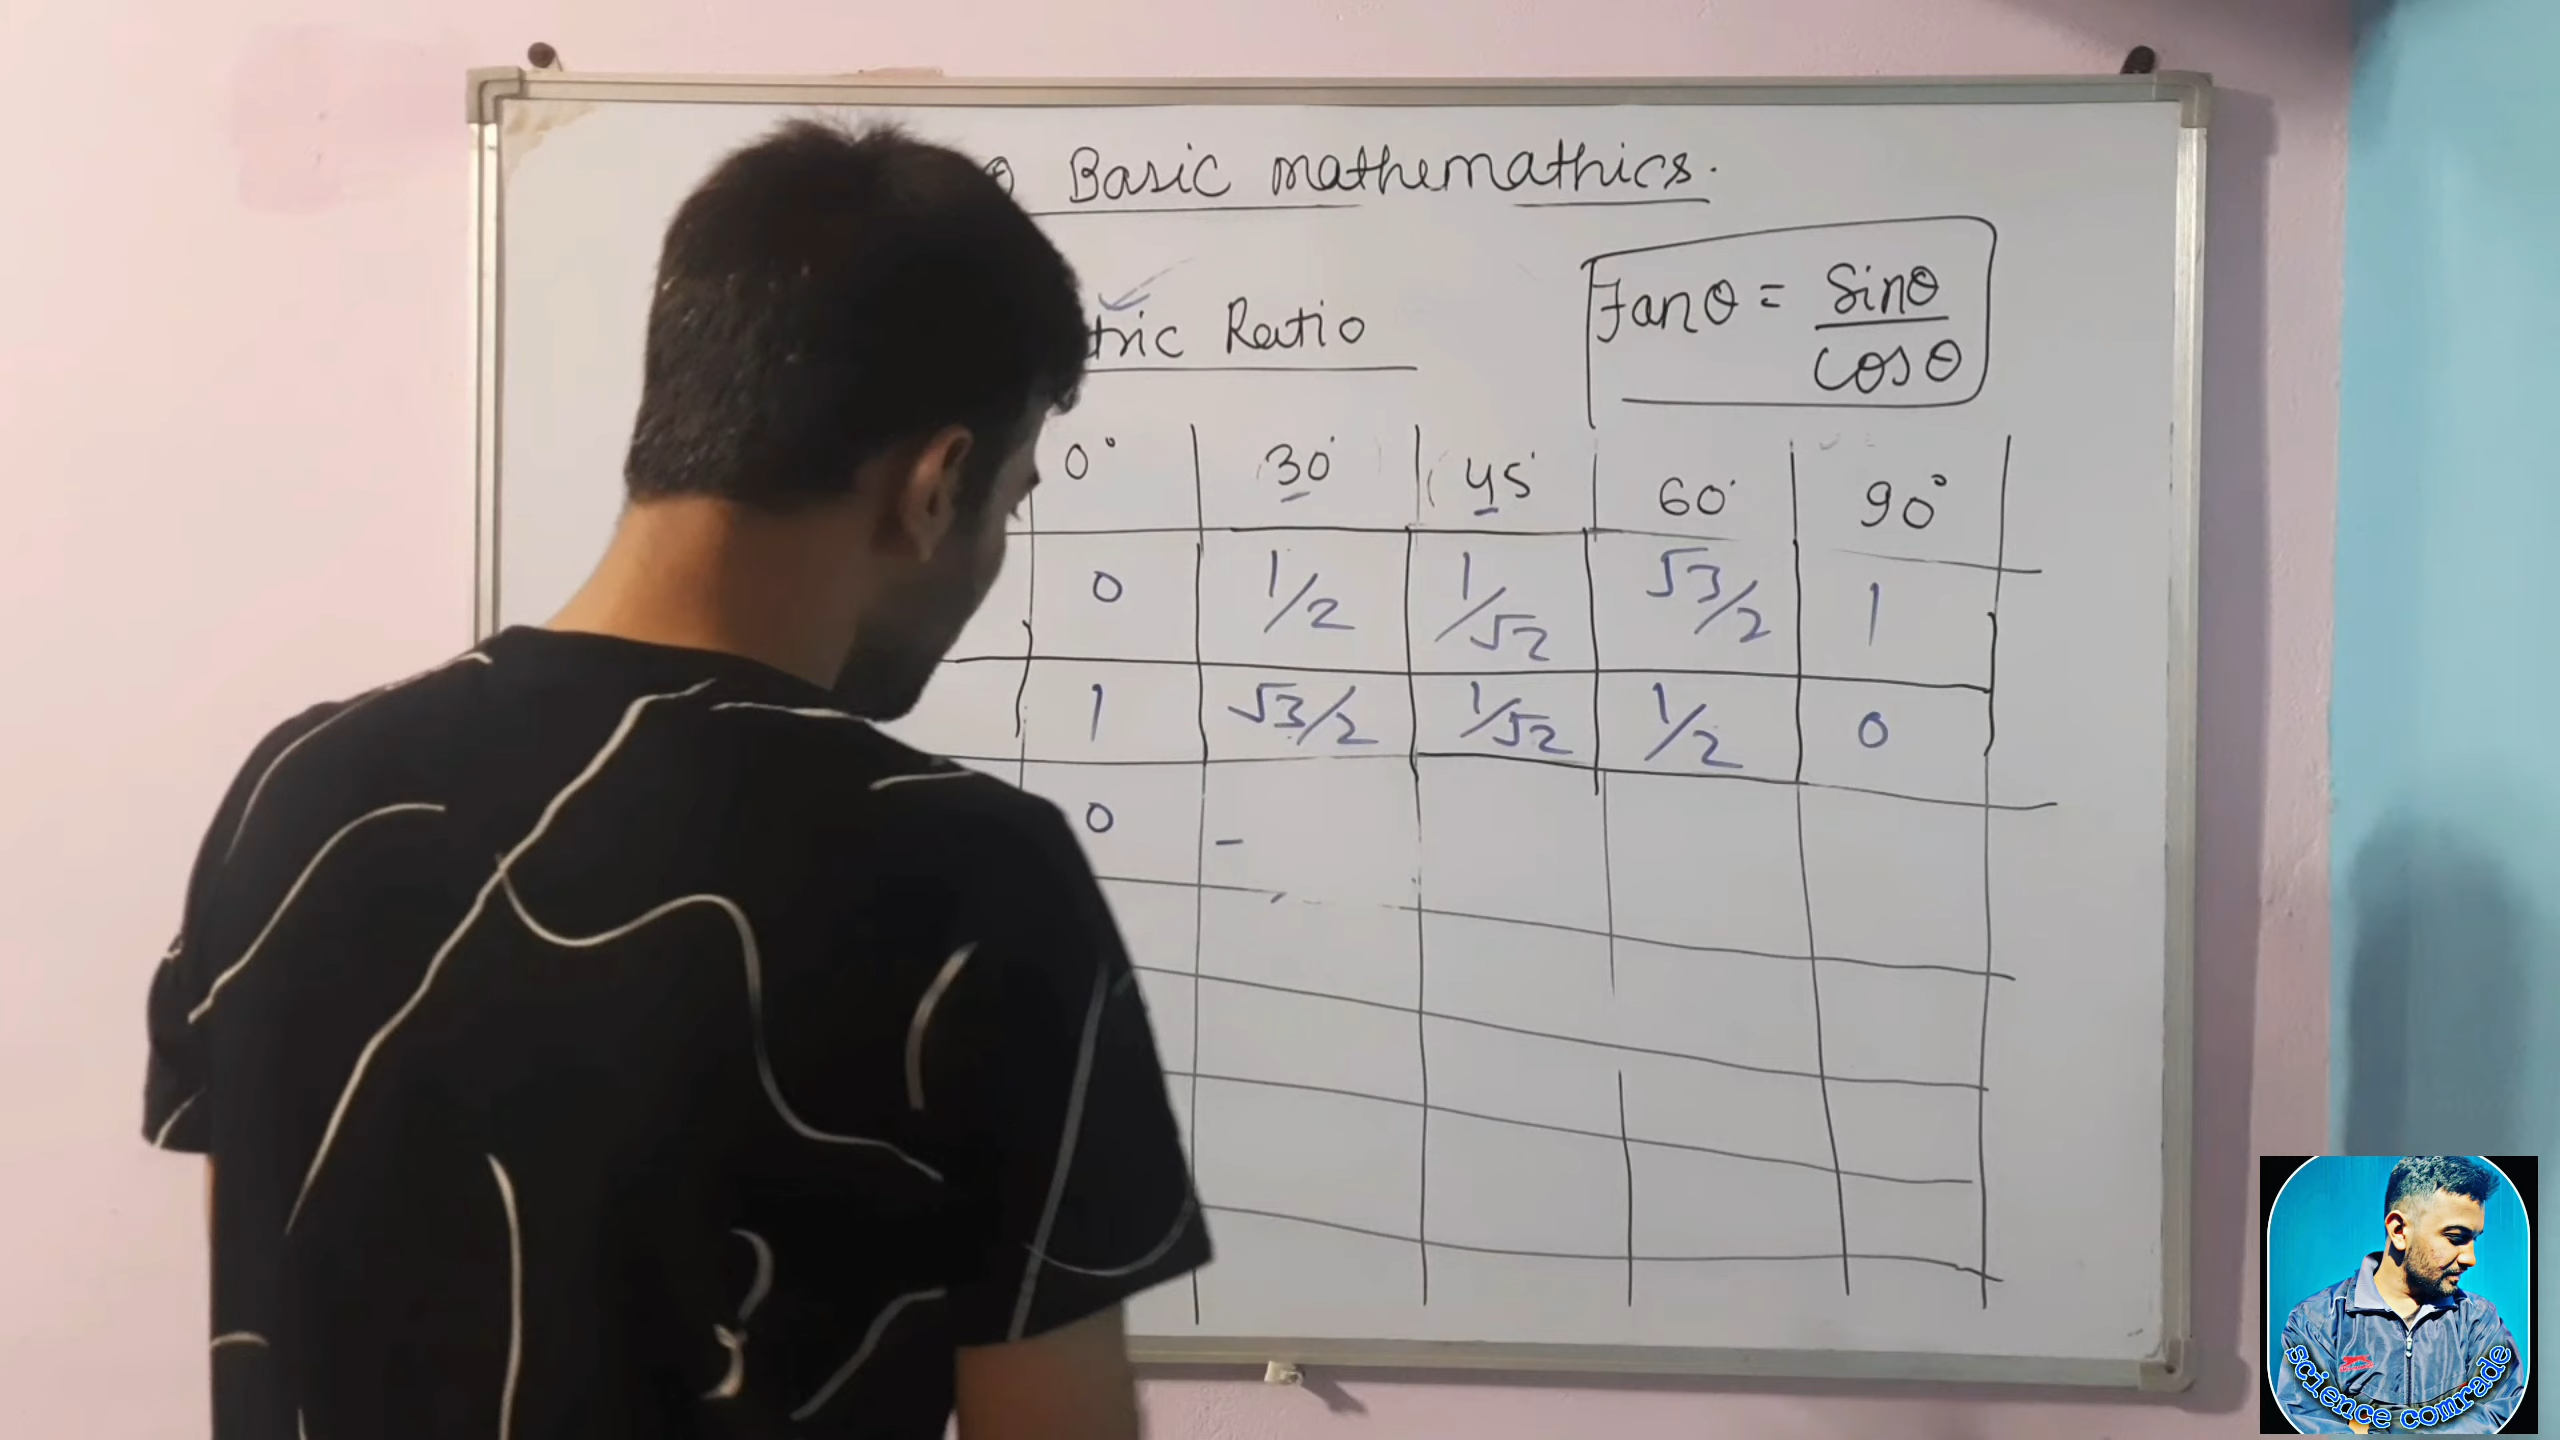 Basic mathemathics.
Ratio
Tanθ = sinθ / cosθ
0° 30° 45° 60° 90°
0 1/2 1/√2 √3/2 1
1 √3/2 1/√2 1/2 0
0 -
science comrade